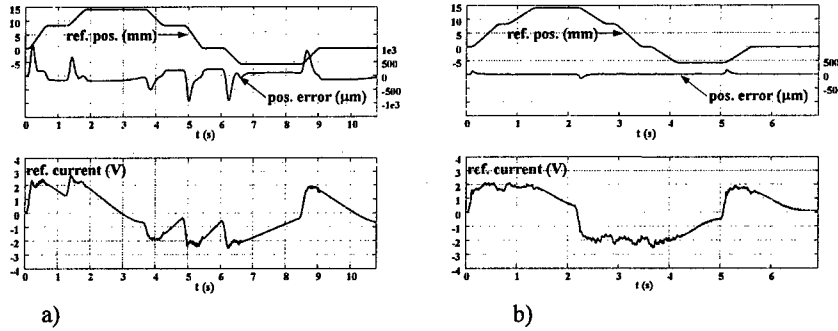 15
10
5
0
-5
ref. pos. (mm)
1e3
500
0
-500
-1e3
pos. error (μm)
0 1 2 3 4 5 6 7 8 9 10
t (s)
ref. current (V)
4
3
2
1
0
-1
-2
-3
-4
0 1 2 3 4 5 6 7 8 9 10
t (s)
a)
15
10
5
0
-5
ref. pos. (mm)
500
0
-50
pos. error (μm)
0 1 2 3 4 5 6
t (s)
ref. current (V)
4
3
2
1
0
-1
-2
-3
-4
0 1 2 3 4 5 6
t (s)
b)